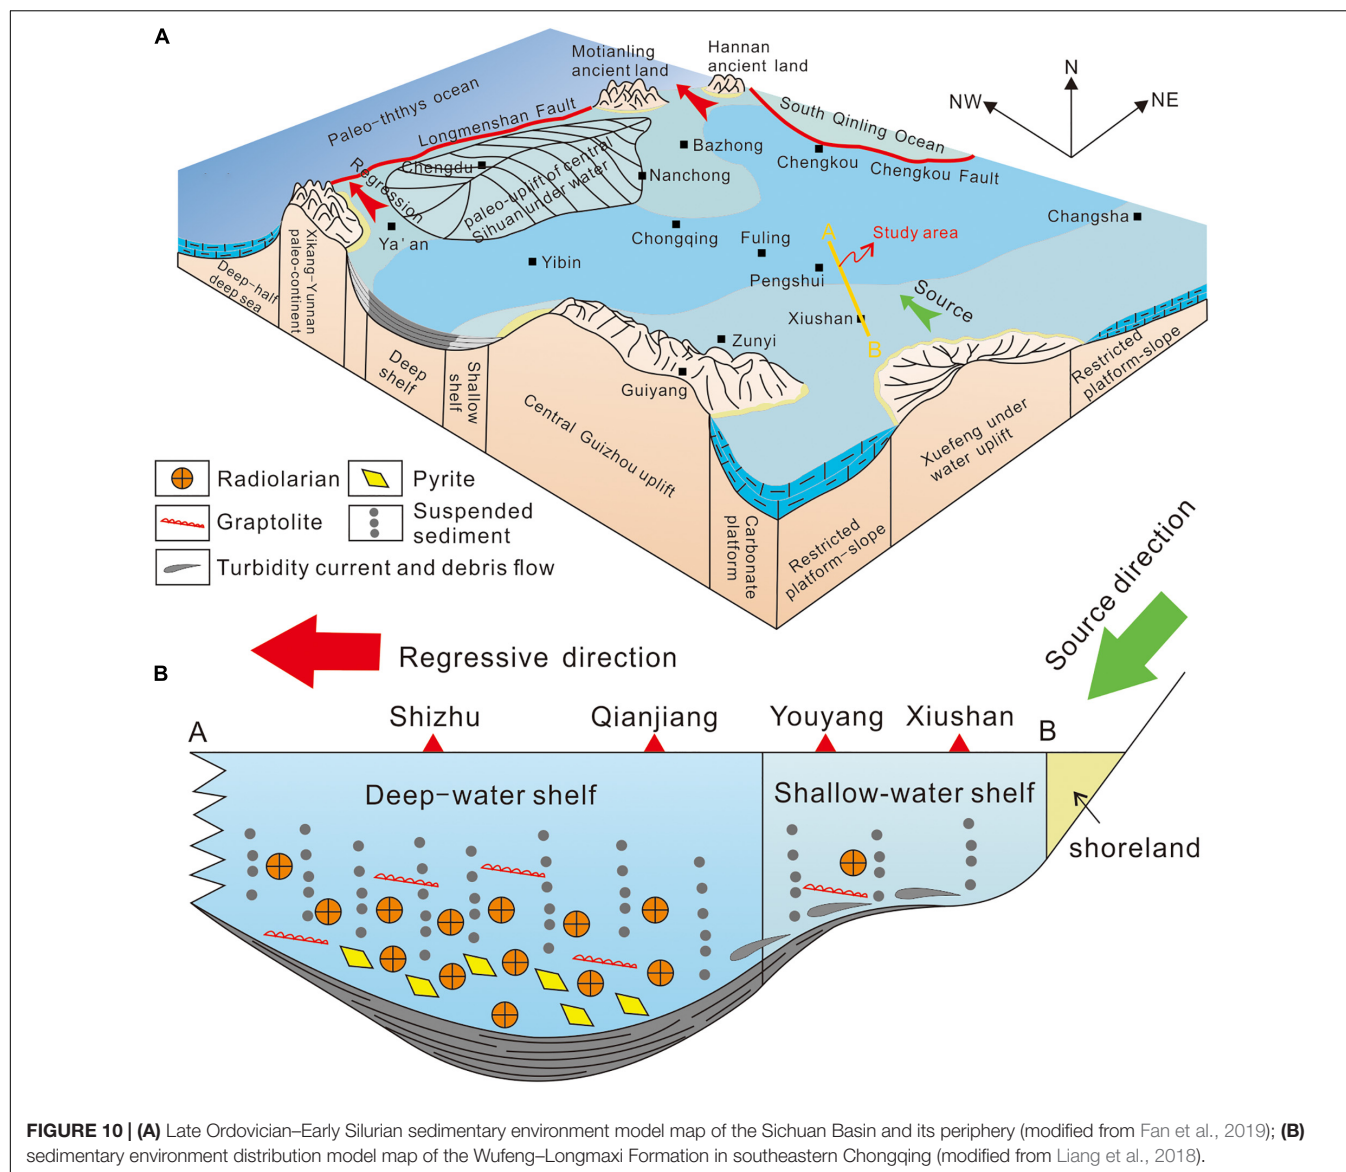 A
Motianling
ancient land
Hannan
ancient land
N
NW
NE
Paleo-ththys ocean
Longmenshan Fault
South Qinling Ocean
Chengkou
Chengkou Fault
Bazhong
Nanchong
Chengdu
Regression
paleo-uplift of central
Sihuan under water
Ya'an
Yibin
Chongqing
Fuling
Pengshui
A
Study area
Changsha
Source
Xiushan
B
Zunyi
Guiyang
Deep-half
deep sea
Xikang-Yunnan
paleo-continent
Deep
shelf
Shallow
shelf
Central Guizhou uplift
Carbonate
platform
Restricted
platform-slope
Xuefeng under
water uplift
Restricted
platform-slope
Radiolarian
Pyrite
Graptolite
Suspended
sediment
Turbidity current and debris flow
Regressive direction
Source direction
B
A
Shizhu
Qianjiang
Youyang
Xiushan
B
Deep-water shelf
Shallow-water shelf
shoreland
FIGURE 10 | (A) Late Ordovician–Early Silurian sedimentary environment model map of the Sichuan Basin and its periphery (modified from Fan et al., 2019); (B)
sedimentary environment distribution model map of the Wufeng–Longmaxi Formation in southeastern Chongqing (modified from Liang et al., 2018).